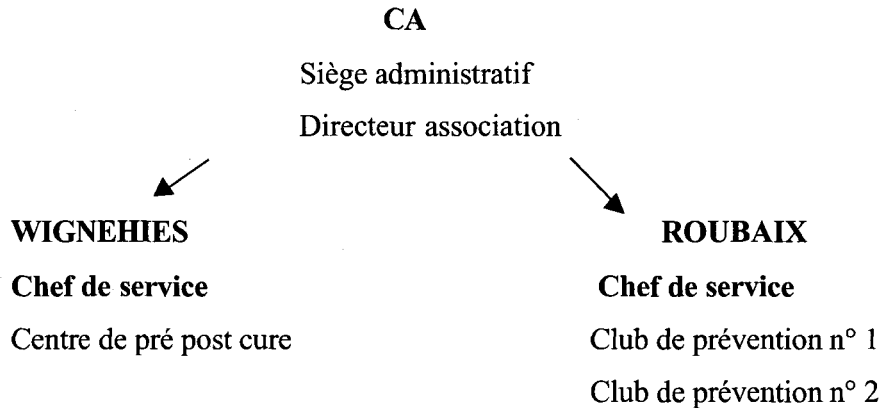 CA
Siège administratif
Directeur association
WIGNEHIES
Chef de service
Centre de pré post cure
ROUBAIX
Chef de service
Club de prévention n° 1
Club de prévention n° 2